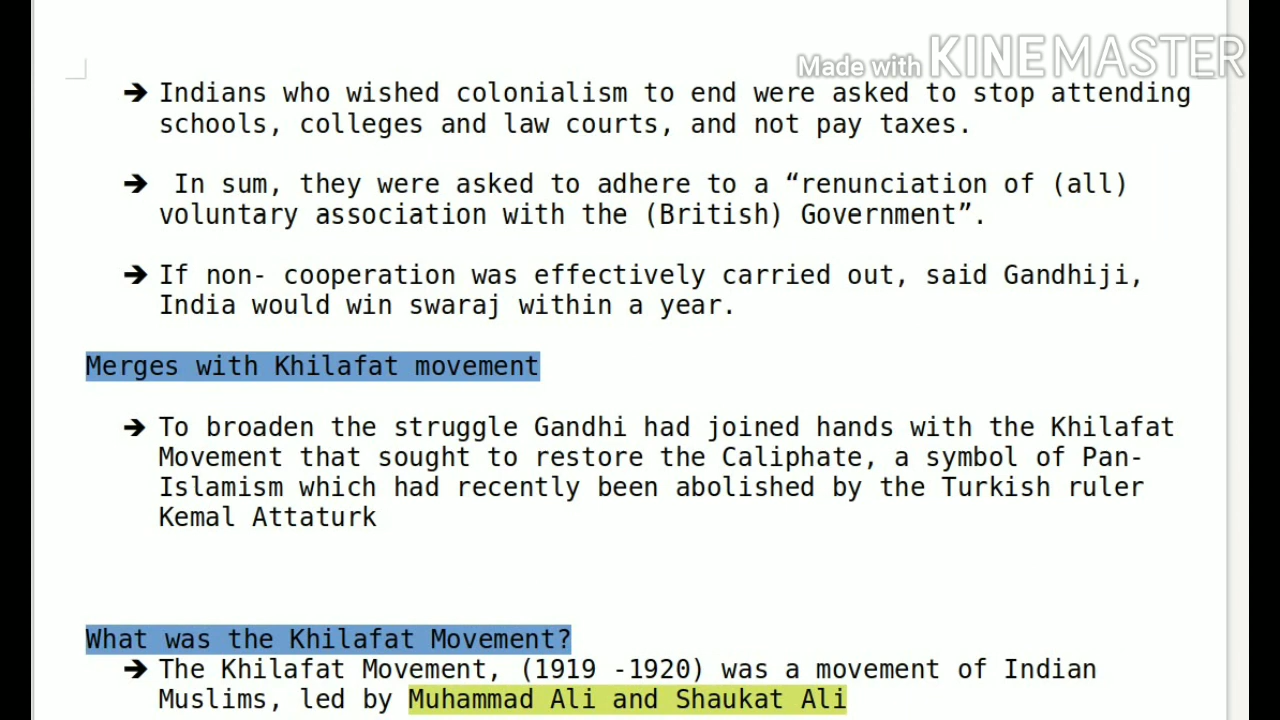 Made with KINEMASTER
➔ Indians who wished colonialism to end were asked to stop attending
schools, colleges and law courts, and not pay taxes.
➔ In sum, they were asked to adhere to a “renunciation of (all)
voluntary association with the (British) Government”.
➔ If non- cooperation was effectively carried out, said Gandhiji,
India would win swaraj within a year.
Merges with Khilafat movement
➔ To broaden the struggle Gandhi had joined hands with the Khilafat
Movement that sought to restore the Caliphate, a symbol of Pan-
Islamism which had recently been abolished by the Turkish ruler
Kemal Attaturk
What was the Khilafat Movement?
➔ The Khilafat Movement, (1919 -1920) was a movement of Indian
Muslims, led by Muhammad Ali and Shaukat Ali